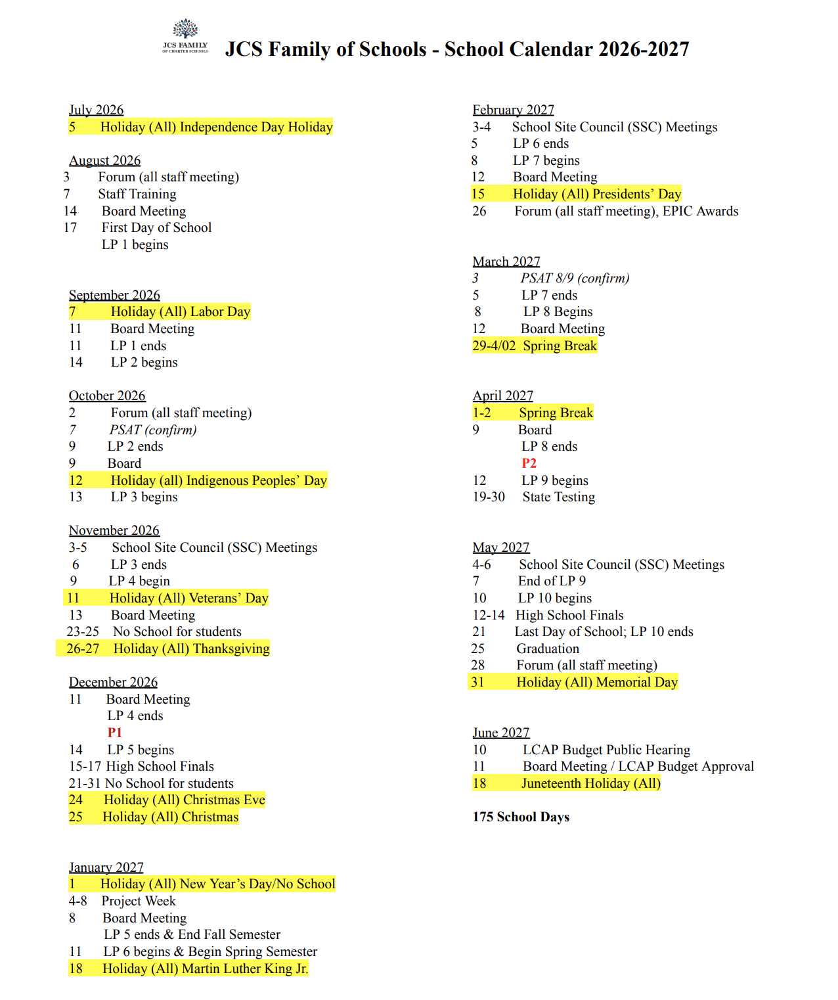 JCS FAMILY
OF CHARTER SCHOOLS
JCS Family of Schools - School Calendar 2026-2027
July 2026
5 Holiday (All) Independence Day Holiday
August 2026
3 Forum (all staff meeting)
7 Staff Training
14 Board Meeting
17 First Day of School
LP 1 begins
September 2026
7 Holiday (All) Labor Day
11 Board Meeting
11 LP 1 ends
14 LP 2 begins
October 2026
2 Forum (all staff meeting)
7 PSAT (confirm)
9 LP 2 ends
9 Board
12 Holiday (all) Indigenous Peoples’ Day
13 LP 3 begins
November 2026
3-5 School Site Council (SSC) Meetings
6 LP 3 ends
9 LP 4 begin
11 Holiday (All) Veterans’ Day
13 Board Meeting
23-25 No School for students
26-27 Holiday (All) Thanksgiving
December 2026
11 Board Meeting
LP 4 ends
P1
14 LP 5 begins
15-17 High School Finals
21-31 No School for students
24 Holiday (All) Christmas Eve
25 Holiday (All) Christmas
January 2027
1 Holiday (All) New Year’s Day/No School
4-8 Project Week
8 Board Meeting
LP 5 ends & End Fall Semester
11 LP 6 begins & Begin Spring Semester
18 Holiday (All) Martin Luther King Jr.
February 2027
3-4 School Site Council (SSC) Meetings
5 LP 6 ends
8 LP 7 begins
12 Board Meeting
15 Holiday (All) Presidents’ Day
26 Forum (all staff meeting), EPIC Awards
March 2027
3 PSAT 8/9 (confirm)
5 LP 7 ends
8 LP 8 Begins
12 Board Meeting
29-4/02 Spring Break
April 2027
1-2 Spring Break
9 Board
LP 8 ends
P2
12 LP 9 begins
19-30 State Testing
May 2027
4-6 School Site Council (SSC) Meetings
7 End of LP 9
10 LP 10 begins
12-14 High School Finals
21 Last Day of School; LP 10 ends
25 Graduation
28 Forum (all staff meeting)
31 Holiday (All) Memorial Day
June 2027
10 LCAP Budget Public Hearing
11 Board Meeting / LCAP Budget Approval
18 Juneteenth Holiday (All)
175 School Days